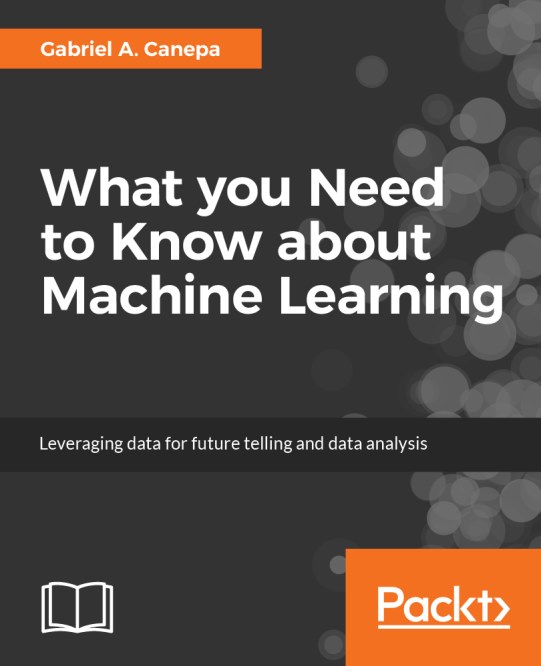 Gabriel A. Canepa
What you Need
to Know about
Machine Learning
Leveraging data for future telling and data analysis
Packt>